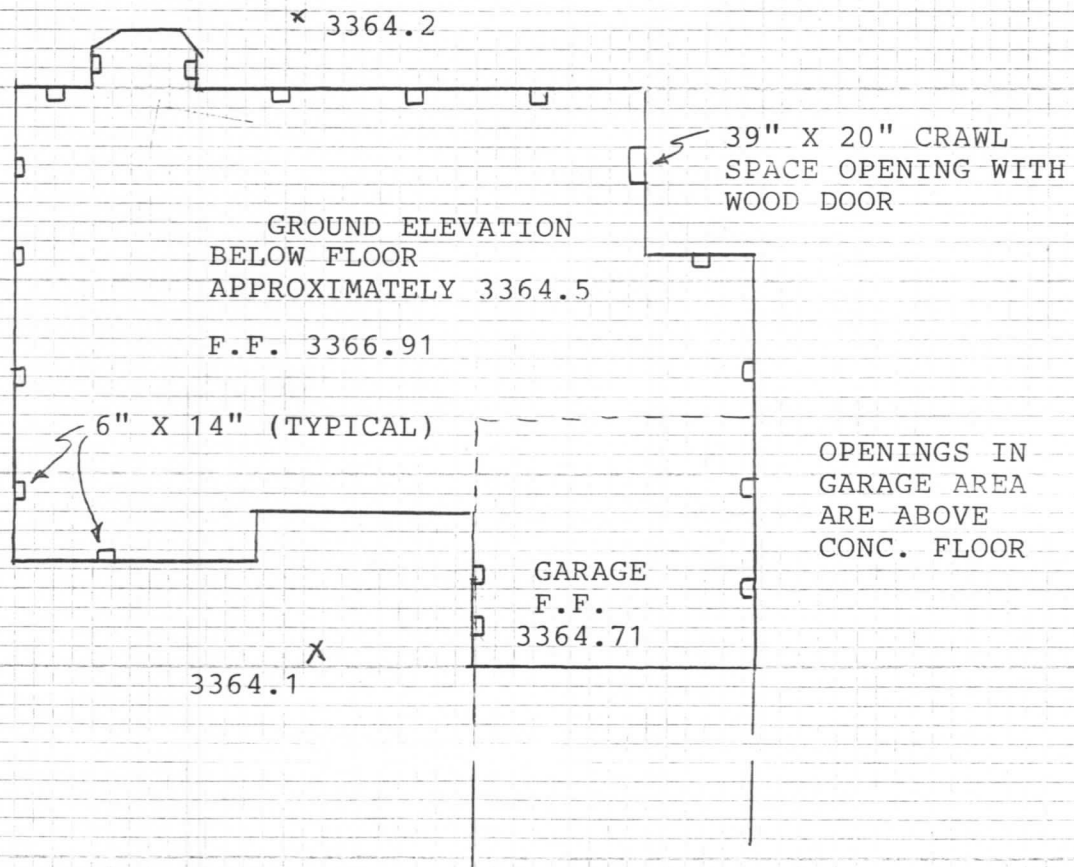 3364.2
39" X 20" CRAWL
SPACE OPENING WITH
WOOD DOOR
GROUND ELEVATION
BELOW FLOOR
APPROXIMATELY 3364.5
F.F. 3366.91
6" X 14" (TYPICAL)
OPENINGS IN
GARAGE AREA
ARE ABOVE
CONC. FLOOR
GARAGE
F.F.
3364.71
3364.1